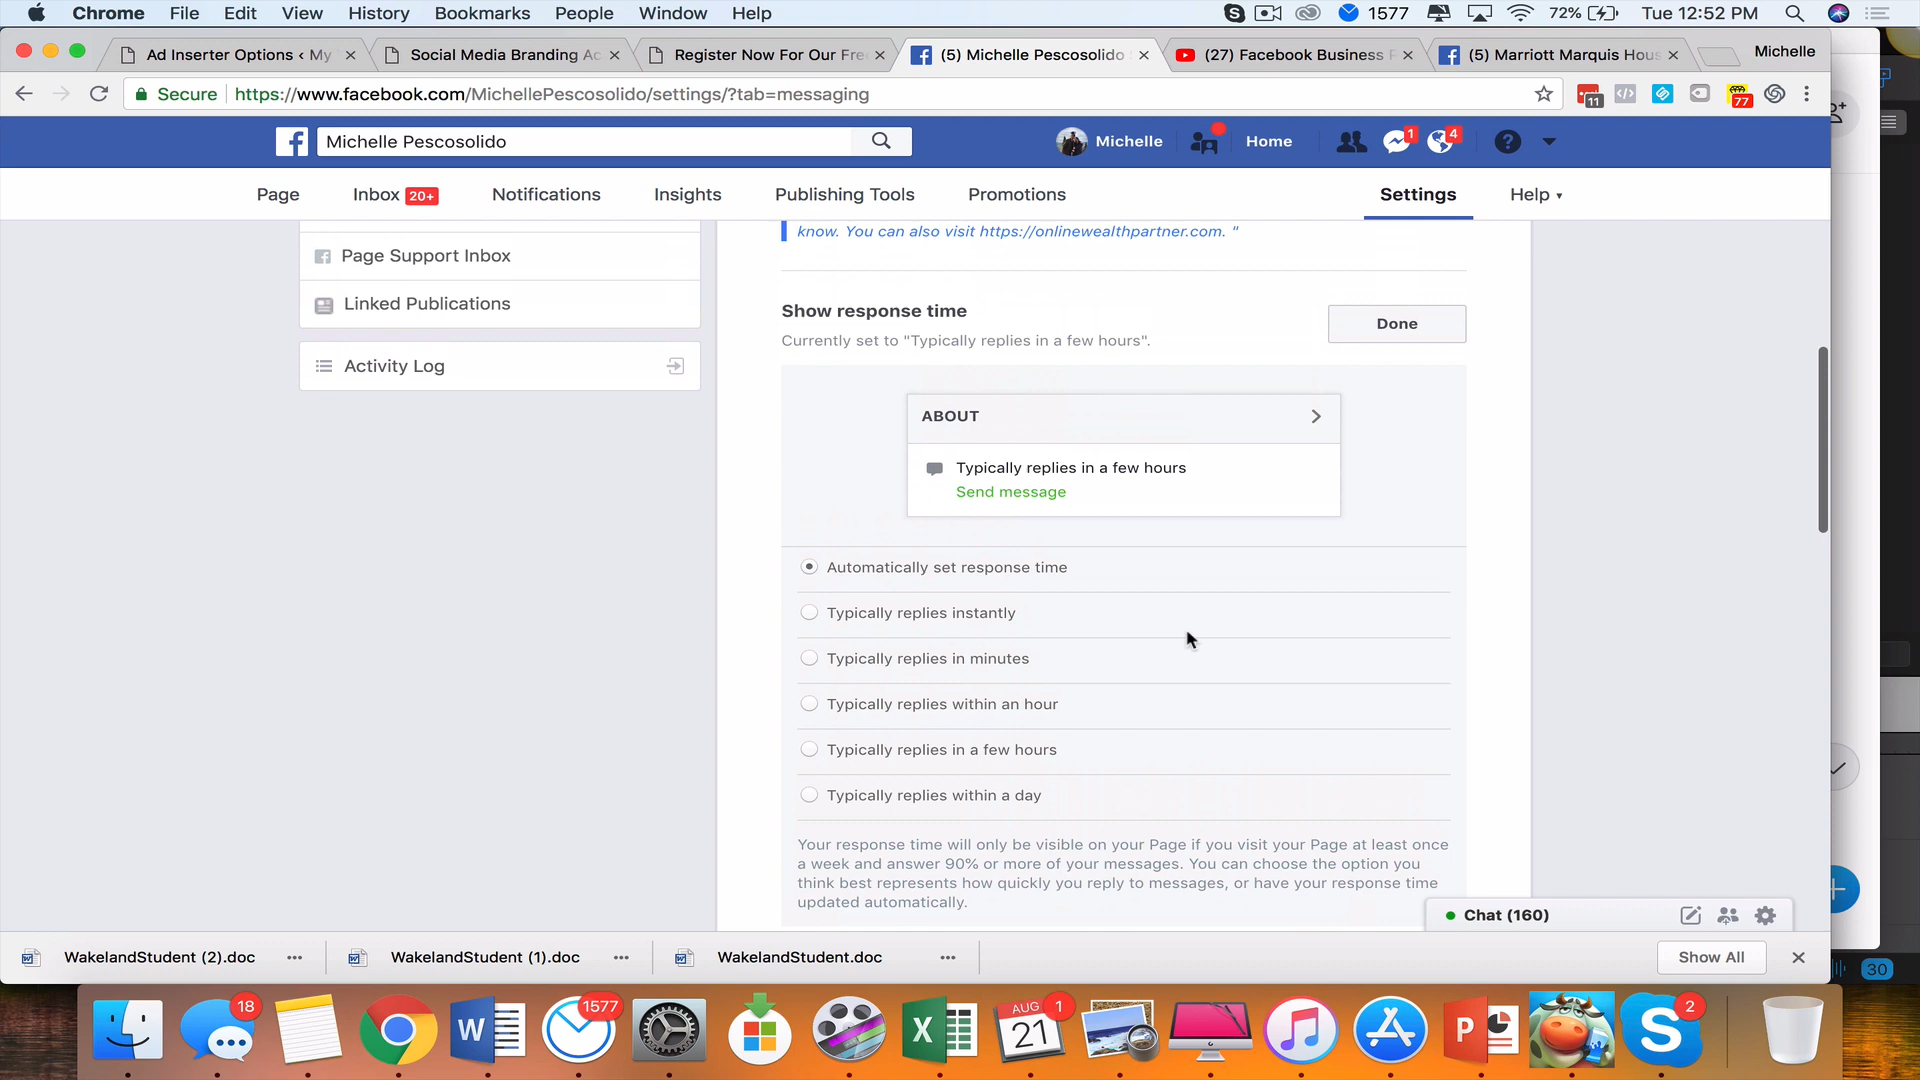 Chrome File Edit View History Bookmarks People Window Help 1577 72% Tue 12:52 PM
Ad Inserter Options ‹ My Social Media Branding Ac Register Now For Our Fre (5) Michelle Pescosolido (27) Facebook Business (5) Marriott Marquis Hous Michelle
Secure https://www.facebook.com/MichellePescosolido/settings/?tab=messaging 11 77
Michelle Pescosolido Michelle Home 1 4
Page Inbox 20+ Notifications Insights Publishing Tools Promotions Settings Help
know. You can also visit https://onlinewealthpartner.com. "
Page Support Inbox
Linked Publications
Activity Log
Show response time
Done
Currently set to "Typically replies in a few hours".
ABOUT
Typically replies in a few hours
Send message
Automatically set response time
Typically replies instantly
Typically replies in minutes
Typically replies within an hour
Typically replies in a few hours
Typically replies within a day
Your response time will only be visible on your Page if you visit your Page at least once
a week and answer 90% or more of your messages. You can choose the option you
think best represents how quickly you reply to messages, or have your response time
updated automatically.
Chat (160)
WakelandStudent (2).doc WakelandStudent (1).doc WakelandStudent.doc Show All
30
18 W 1577 X AUG 21 1 P S 2